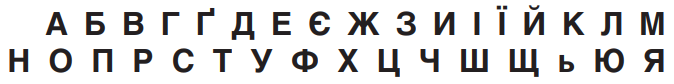 А Б В Г Ґ Д Е Є Ж З И І Ї Й К Л М
Н О П Р С Т У Ф Х Ц Ч Ш Щ ь Ю Я